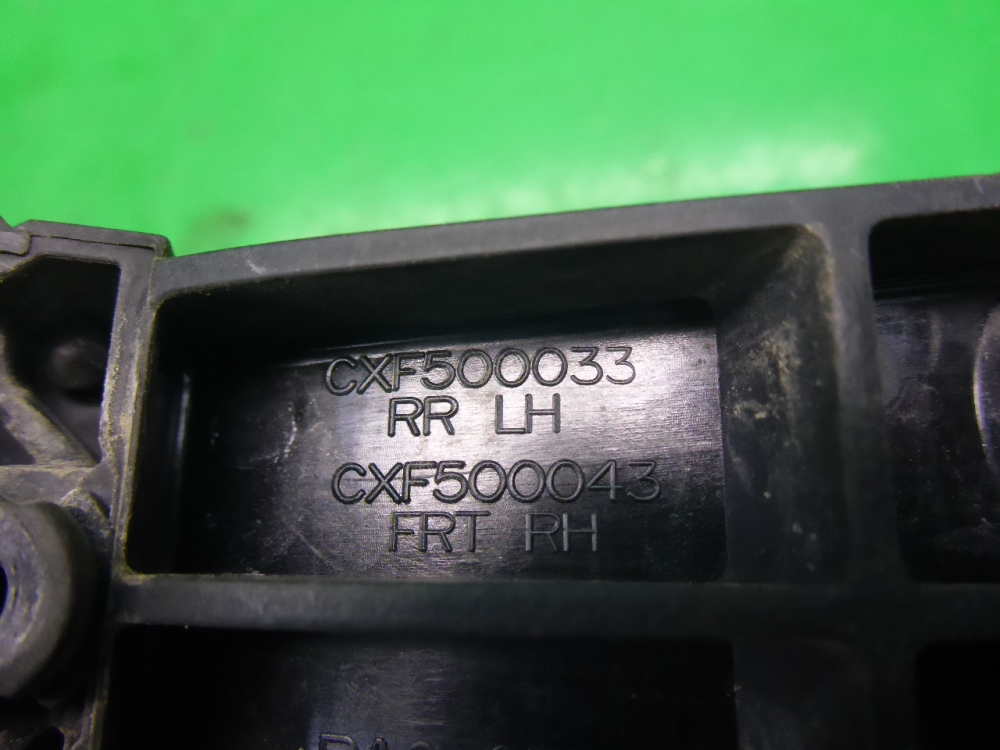 CXF500033
RR LH
CXF500043
FRT RH